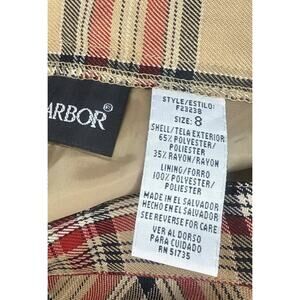 ARBOR®
STYLE/ESTILO:
F23238
SIZE: 8
SHELL/TELA EXTERIOR
65% POLYESTER/
POLIESTER
35% RAYON/RAYON
LINING/FORRO
100% POLYESTER/
POLIESTER
MADE IN EL SALVADOR
HECHO EN EL SALVADOR
SEE REVERSE FOR CARE
VER AL DORSO
PARA CUIDADO
RN 51735